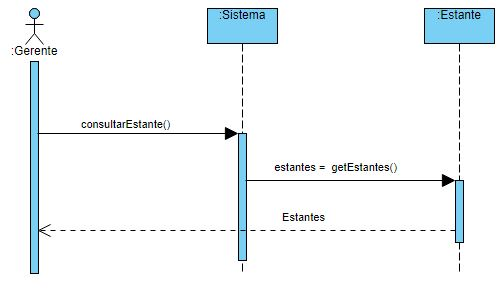 :Sistema
:Estante
:Gerente
consultarEstante()
estantes = getEstantes()
Estantes